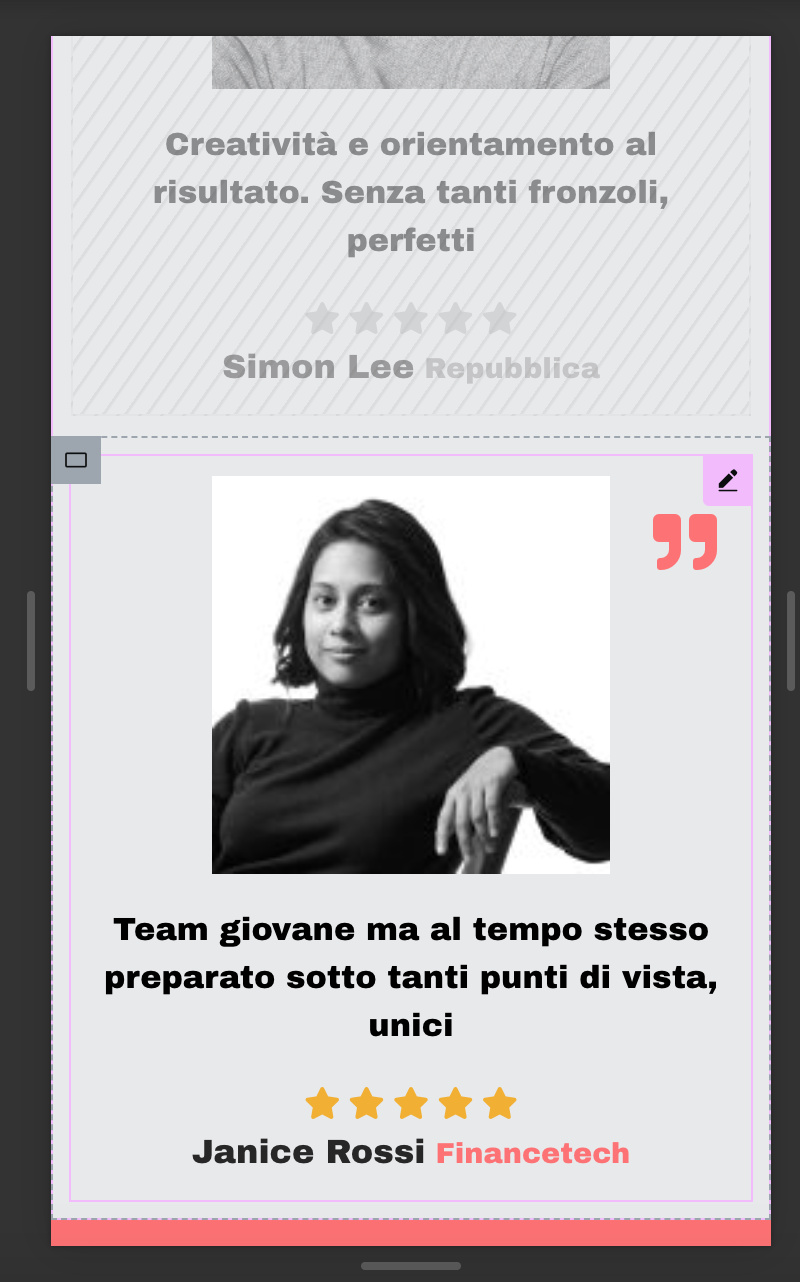 Creatività e orientamento al
risultato. Senza tanti fronzoli,
perfetti
Simon Lee Repubblica
Team giovane ma al tempo stesso
preparato sotto tanti punti di vista,
unici
Janice Rossi Financetech